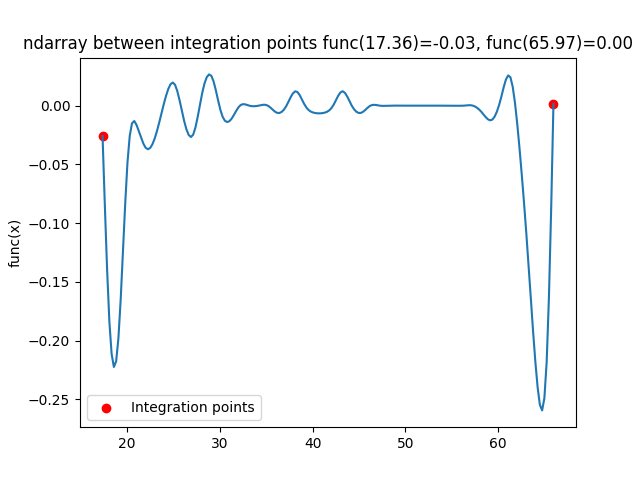 ndarray between integration points func(17.36)=-0.03, func(65.97)=0.00
0.00
−0.05
−0.10
−0.15
−0.20
−0.25
func(x)
Integration points
20 30 40 50 60